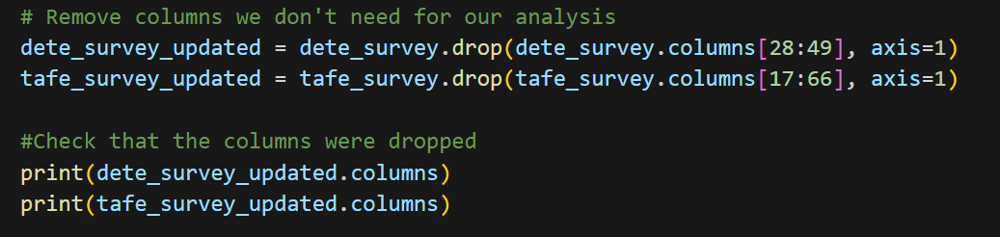 # Remove columns we don't need for our analysis
dete_survey_updated = dete_survey.drop(dete_survey.columns[28:49], axis=1)
tafe_survey_updated = tafe_survey.drop(tafe_survey.columns[17:66], axis=1)
#Check that the columns were dropped
print(dete_survey_updated.columns)
print(tafe_survey_updated.columns)